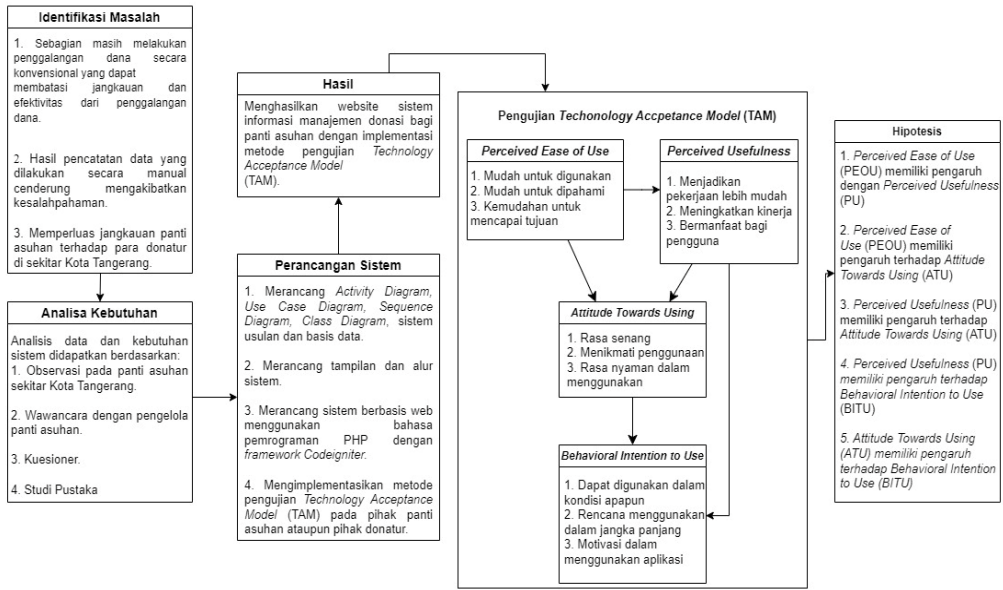 Identifikasi Masalah
1. Sebagian masih melakukan
penggalangan dana secara
konvensional yang dapat
membatasi jangkauan dan
efektivitas dari penggalangan
dana.
2. Hasil pencatatan data yang
dilakukan secara manual
cenderung mengakibatkan
kesalahpahaman.
3. Memperluas jangkauan panti
asuhan terhadap para donatur
di sekitar Kota Tangerang.
Analisa Kebutuhan
Analisis data dan kebutuhan
sistem didapatkan berdasarkan:
1. Observasi pada panti asuhan
sekitar Kota Tangerang.
2. Wawancara dengan pengelola
panti asuhan.
3. Kuesioner.
4. Studi Pustaka
Perancangan Sistem
1. Merancang Activity Diagram,
Use Case Diagram, Sequence
Diagram, Class Diagram, sistem
usulan dan basis data.
2. Merancang tampilan dan alur
sistem.
3. Merancang sistem berbasis web
menggunakan bahasa
pemrograman PHP dengan
framework Codeigniter.
4. Mengimplementasikan metode
pengujian Technology Acceptance
Model (TAM) pada pihak panti
asuhan ataupun pihak donatur.
Hasil
Menghasilkan website sistem
informasi manajemen donasi bagi
panti asuhan dengan implementasi
metode pengujian Technology
Acceptance Model
(TAM).
Pengujian Techonology Accpetance Model (TAM)
Perceived Ease of Use
1. Mudah untuk digunakan
2. Mudah untuk dipahami
3. Kemudahan untuk
mencapai tujuan
Perceived Usefulness
1. Menjadikan
pekerjaan lebih mudah
2. Meningkatkan kinerja
3. Bermanfaat bagi
pengguna
Attitude Towards Using
1. Rasa senang
2. Menikmati penggunaan
3. Rasa nyaman dalam
menggunakan
Behavioral Intention to Use
1. Dapat digunakan dalam
kondisi apapun
2. Rencana menggunakan
dalam jangka panjang
3. Motivasi dalam
menggunakan aplikasi
Hipotesis
1. Perceived Ease of Use
(PEOU) memiliki pengaruh
dengan Perceived Usefulness
(PU)
2. Perceived Ease of
Use (PEOU) memiliki
pengaruh terhadap Attitude
Towards Using (ATU)
3. Perceived Usefulness (PU)
memiliki pengaruh terhadap
Attitude Towards Using (ATU)
4. Perceived Usefulness (PU)
memiliki pengaruh terhadap
Behavioral Intention to Use
(BITU)
5. Attitude Towards Using
(ATU) memiliki pengaruh
terhadap Behavioral Intention
to Use (BITU)